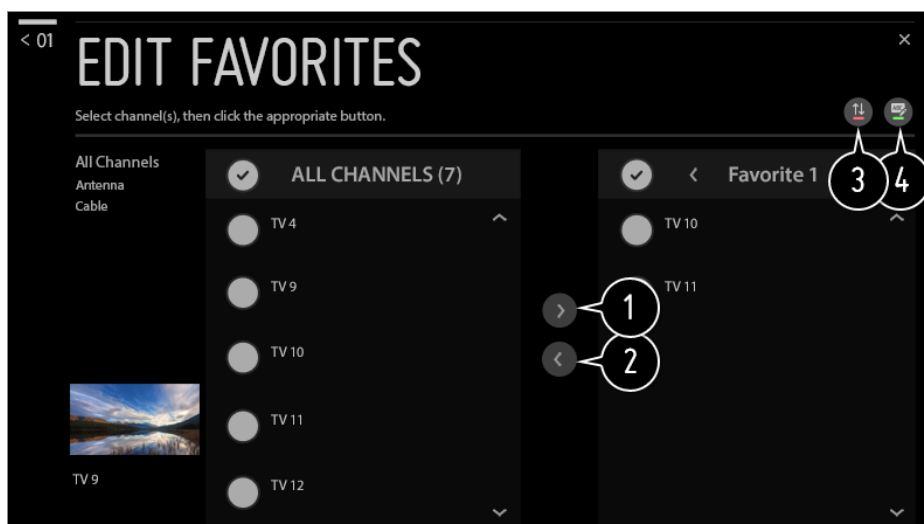 < 01
EDIT FAVORITES
Select channel(s), then click the appropriate button.
All Channels
Antenna
Cable
TV 9
ALL CHANNELS (7)
TV 4
TV 9
TV 10
TV 11
TV 12
Favorite 1
TV 10
TV 11
1
2
3
4